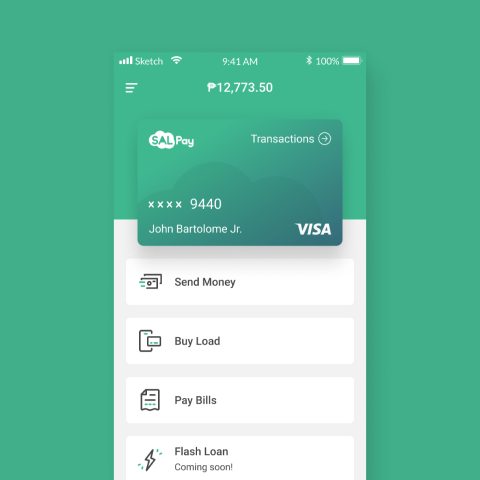 Sketch 9:41 AM 100%
₱12,773.50
SALPay Transactions
×××× 9440
John Bartolome Jr. VISA
Send Money
Buy Load
Pay Bills
Flash Loan
Coming soon!